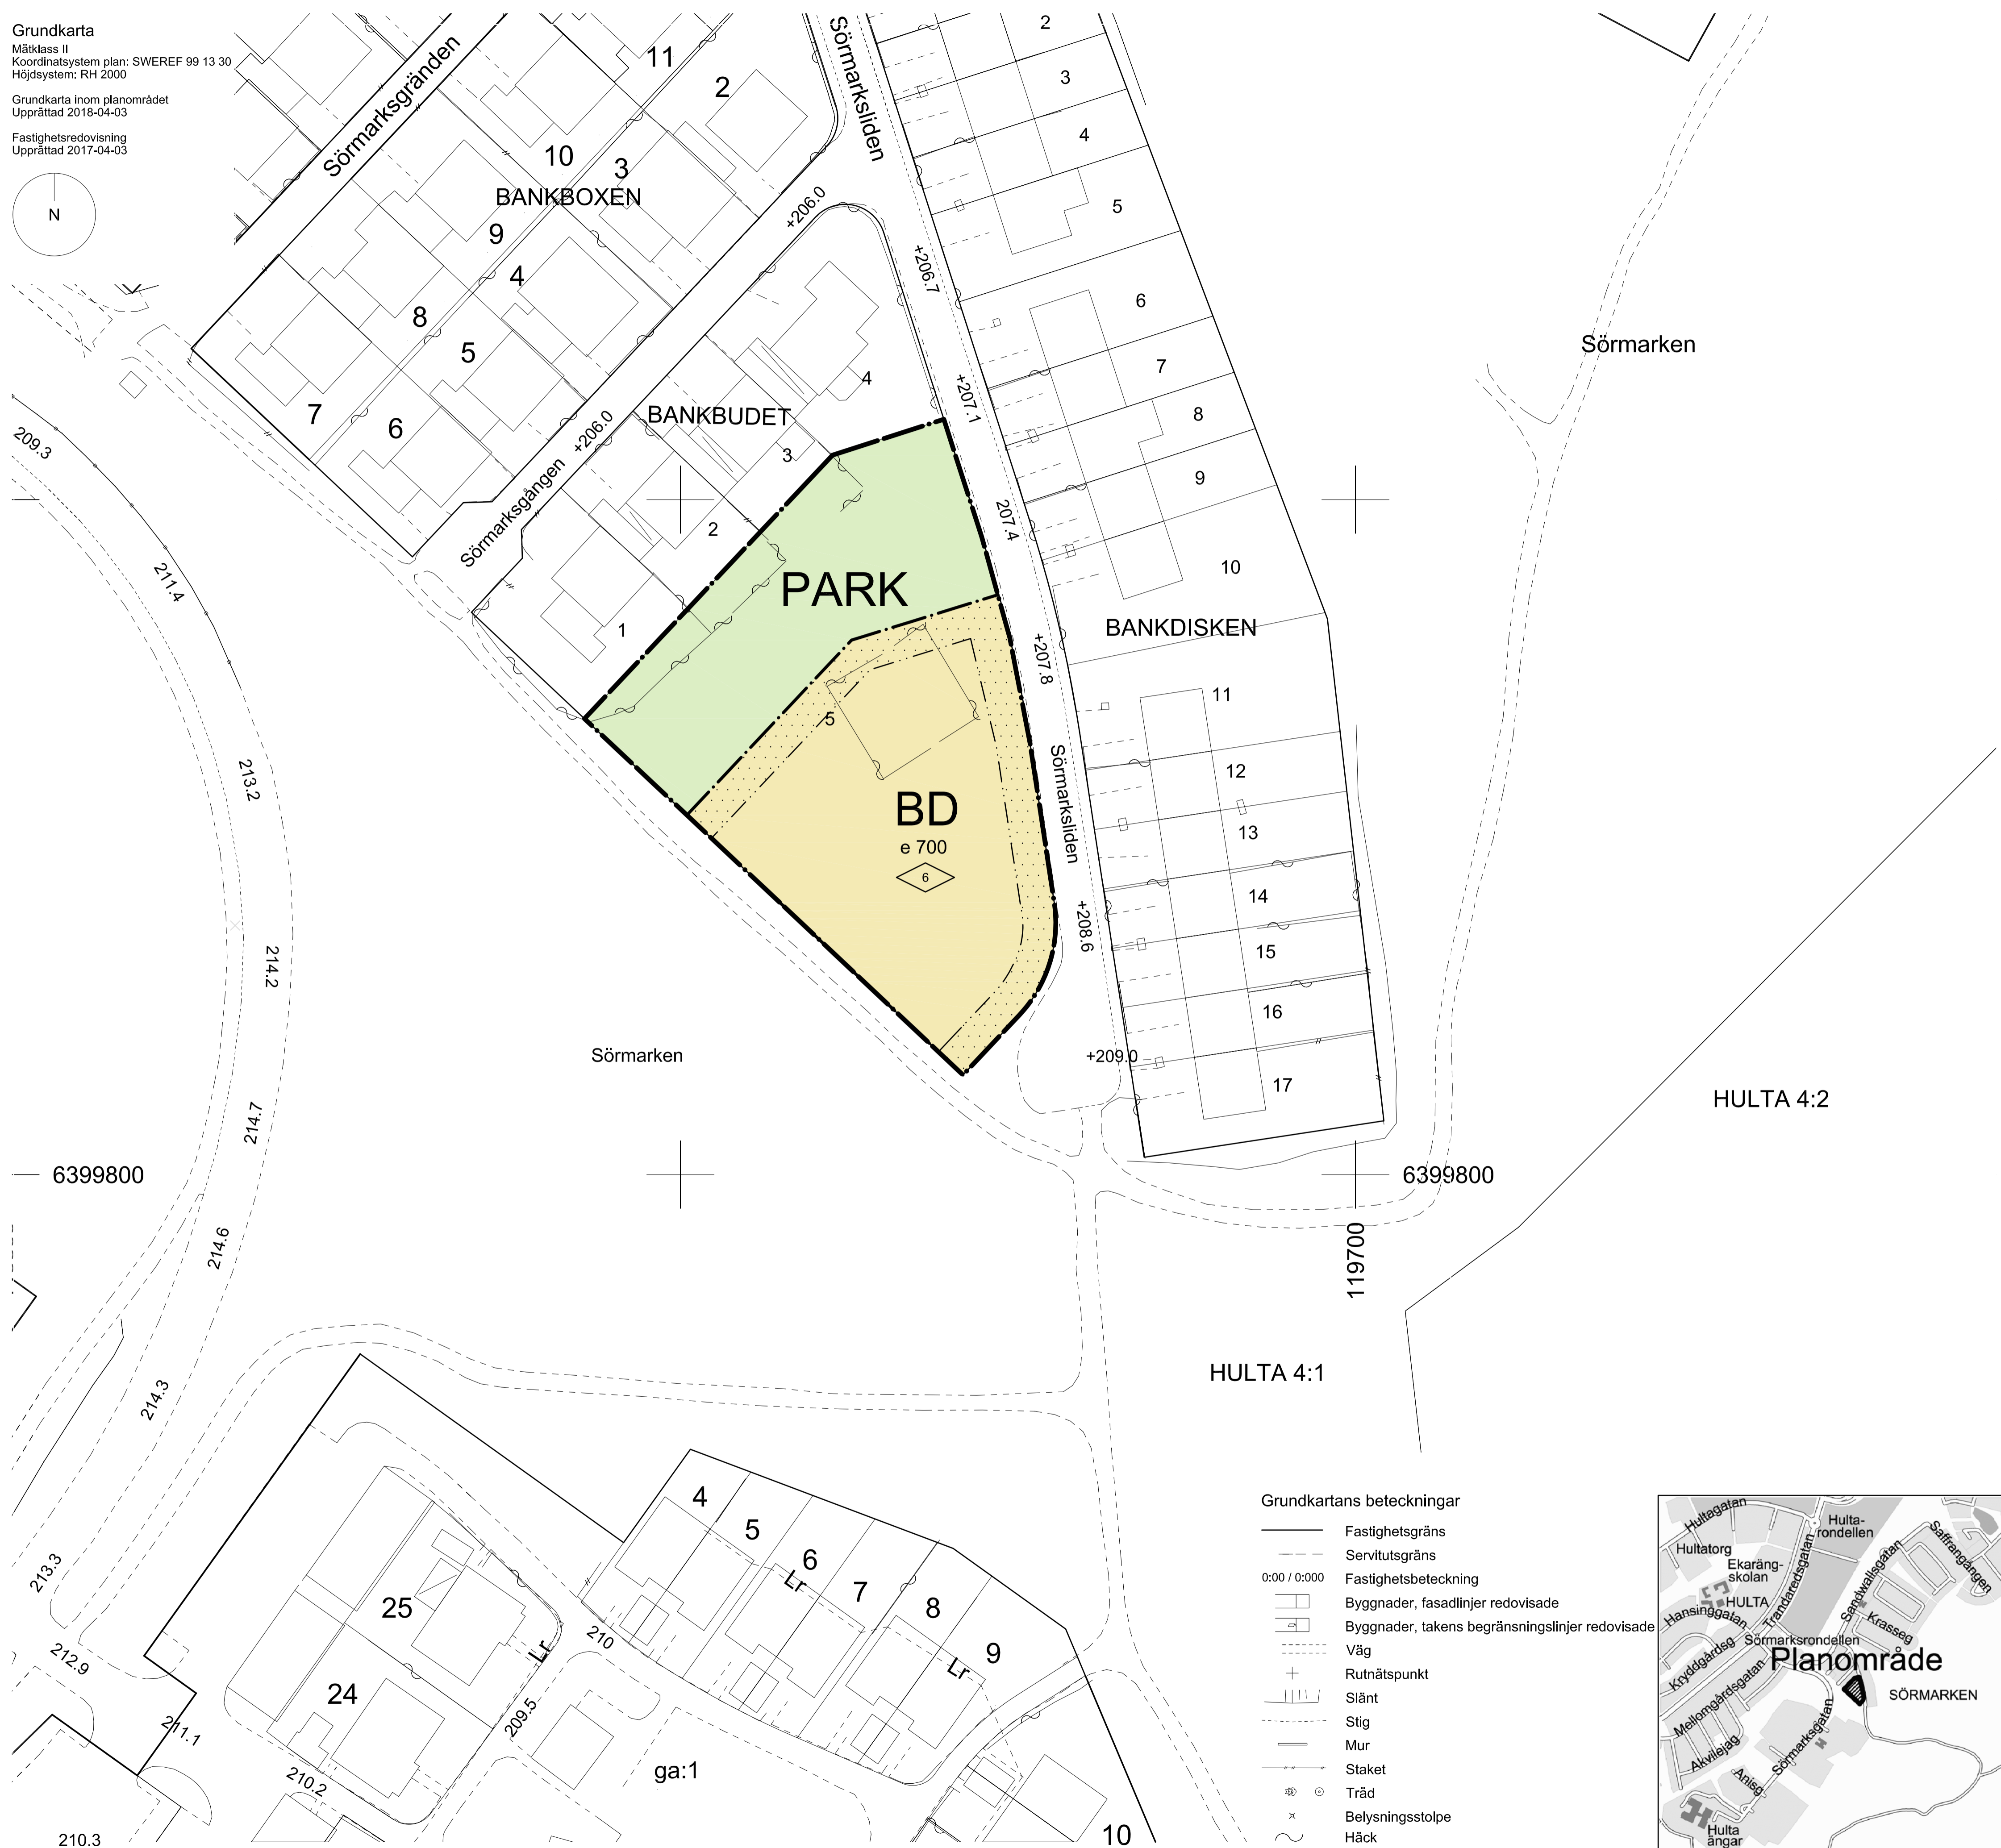 Grundkarta
Mätklass II
Koordinatsystem plan: SWEREF 99 13 30
Höjdsystem: RH 2000
Grundkarta inom planområdet
Upprättad 2018-04-03
Fastighetsredovisning
Upprättad 2017-04-03
N
Sörmarksgränden
Sörmarksliden
11
2
10
3
BANKBOXEN
9
4
8
5
7
6
+206.0
+206.0
Sörmarksgången
BANKBUDET
4
3
2
1
2
3
4
5
6
7
8
9
10
BANKDISKEN
11
12
13
14
15
16
17
+206.7
+207.1
207.4
+207.8
Sörmarksliden
+208.6
+209.0
Sörmarken
PARK
5
BD
e 700
6
209.3
211.4
213.2
214.2
214.7
214.6
214.3
213.3
212.9
211.1
210.3
210.2
209.5
210
Sörmarken
HULTA 4:2
6399800
6399800
119700
HULTA 4:1
4
5
6
Lr
7
8
Lr
9
25
Lr
24
ga:1
10
Grundkartans beteckningar
Fastighetsgräns
Servitutsgräns
0:00 / 0:000 Fastighetsbeteckning
Byggnader, fasadlinjer redovisade
Byggnader, takens begränsningslinjer redovisade
Väg
Rutnätspunkt
Slänt
Stig
Mur
Staket
Träd
Belysningsstolpe
Häck
Hultagatan
Hulta-
rondellen
Hultatorg
Ekaräng-
skolan
HULTA
Hansinggatan
Trandaredsgatan
Sandwallsgatan
Saffrangången
Krasseg
Kryddgårdsg
Sörmarksrondellen
Planområde
Mellomgårdsgatan
SÖRMARKEN
Akvilejag
Sörmarksgatan
Anisg
Hulta
ängar